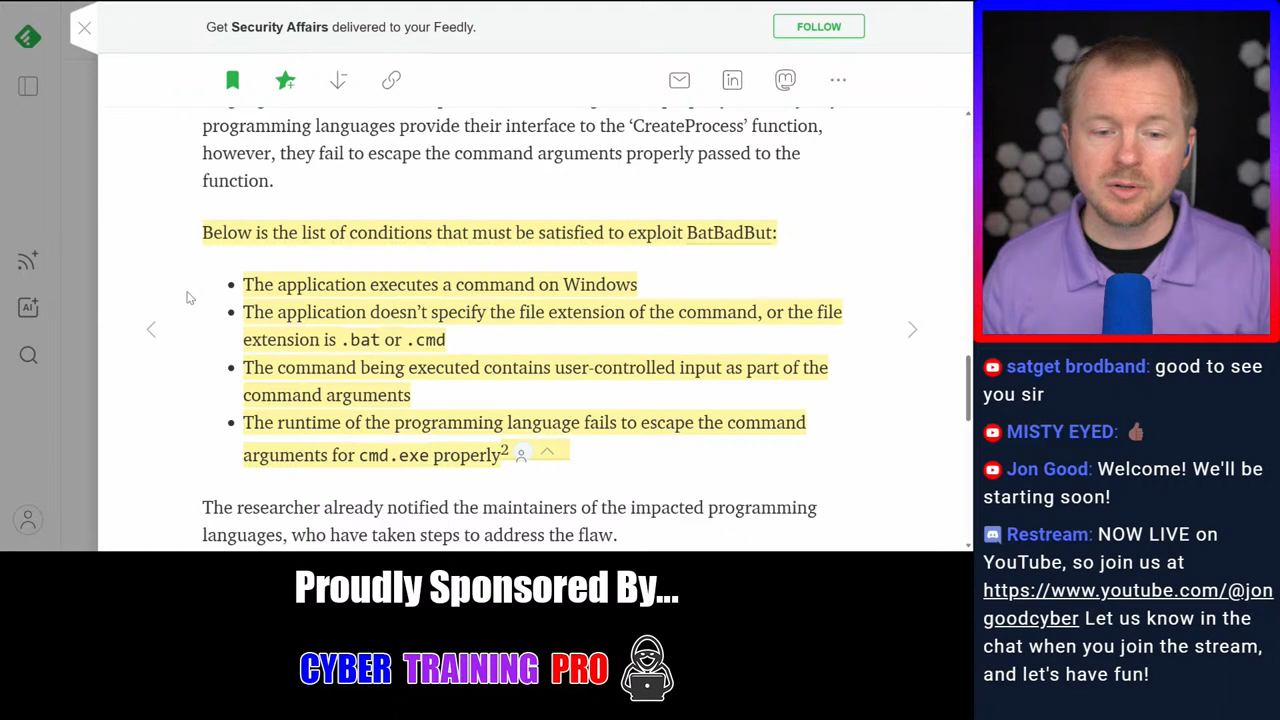 Get Security Affairs delivered to your Feedly.
FOLLOW
programming languages provide their interface to the ‘CreateProcess’ function,
however, they fail to escape the command arguments properly passed to the
function.
Below is the list of conditions that must be satisfied to exploit BatBadBut:
• The application executes a command on Windows
• The application doesn’t specify the file extension of the command, or the file
extension is .bat or .cmd
• The command being executed contains user-controlled input as part of the
command arguments
• The runtime of the programming language fails to escape the command
arguments for cmd.exe properly2
The researcher already notified the maintainers of the impacted programming
languages, who have taken steps to address the flaw.
AI+
satget brodband: good to see
you sir
MISTY EYED: 👍🏾
Jon Good: Welcome! We'll be
starting soon!
Restream: NOW LIVE on
YouTube, so join us at
https://www.youtube.com/@jon
goodcyber Let us know in the
chat when you join the stream,
and let's have fun!
Proudly Sponsored By...
CYBER TRAINING PRO